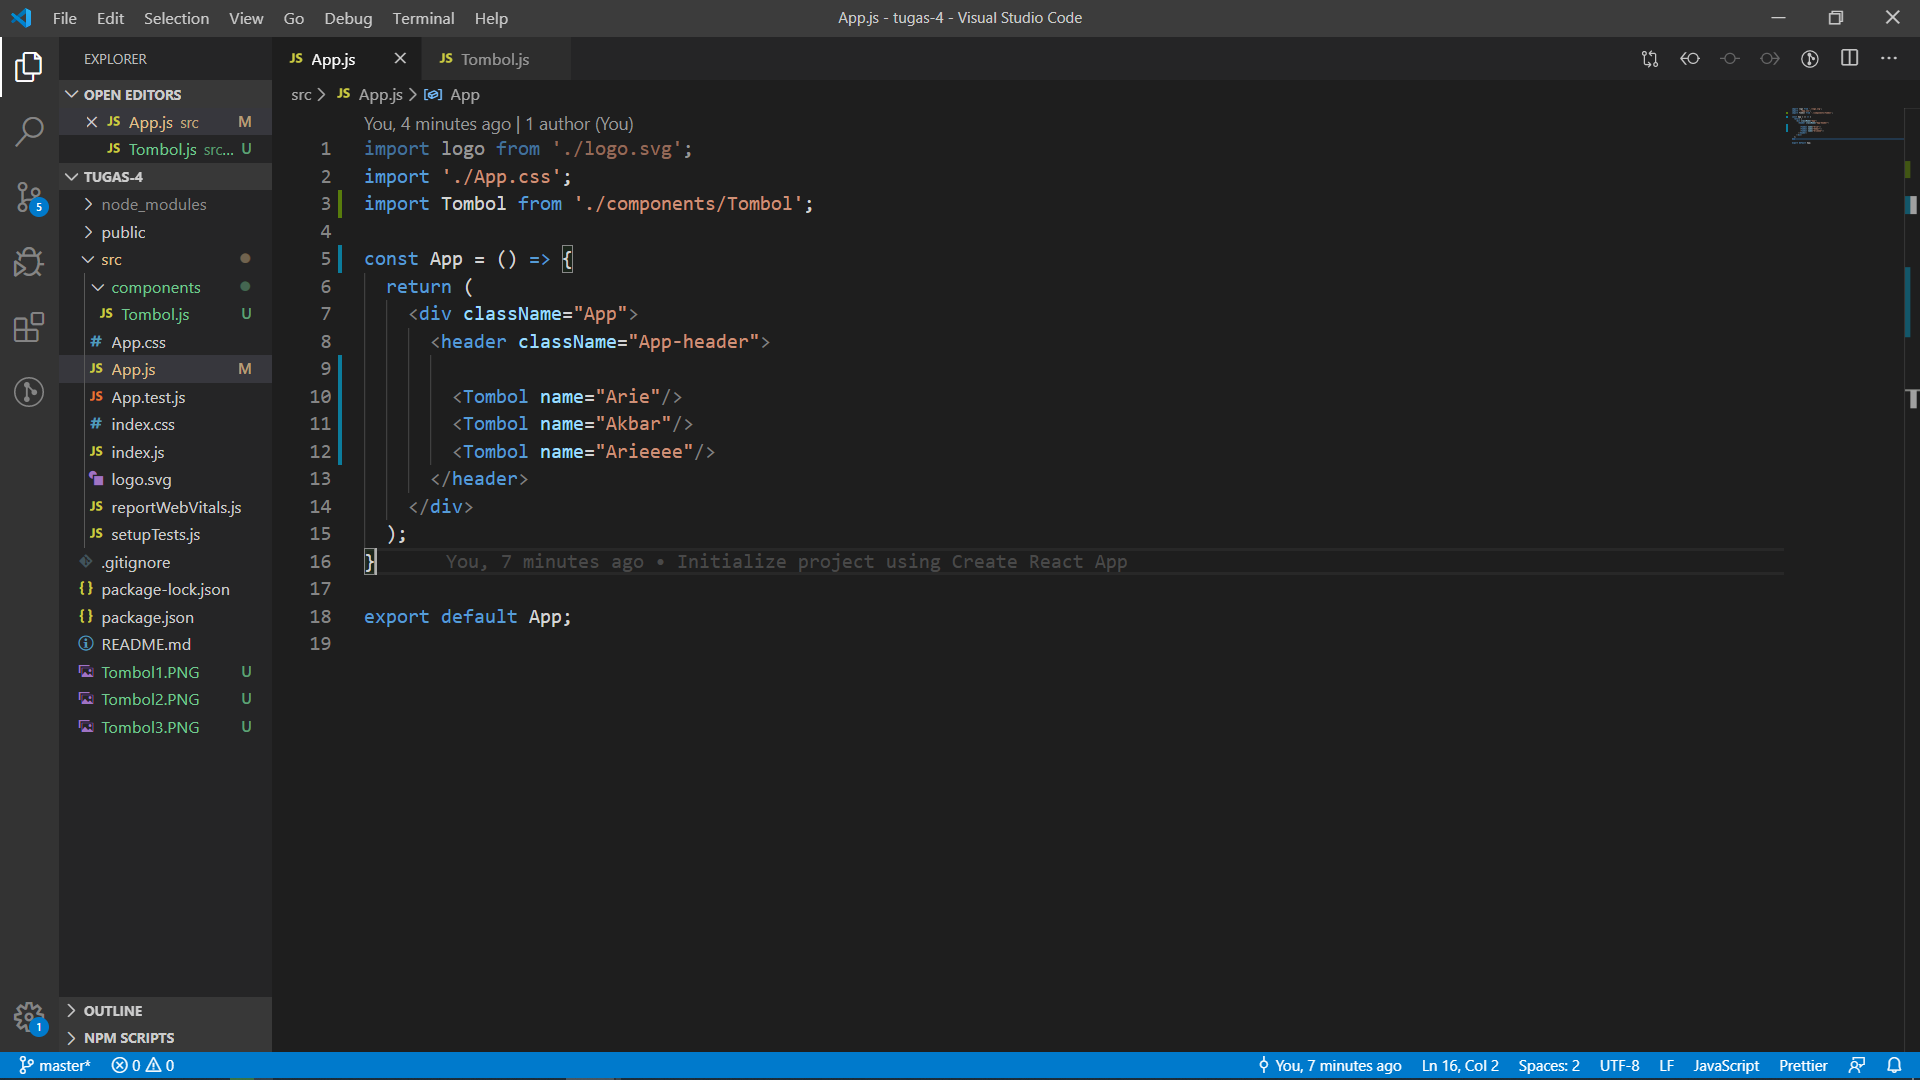 File Edit Selection View Go Debug Terminal Help
App.js - tugas-4 - Visual Studio Code
EXPLORER
OPEN EDITORS
JS App.js src M
JS Tombol.js src... U
TUGAS-4
node_modules
public
src
components
JS Tombol.js U
# App.css
JS App.js M
JS App.test.js
# index.css
JS index.js
logo.svg
JS reportWebVitals.js
JS setupTests.js
.gitignore
{} package-lock.json
{} package.json
README.md
Tombol1.PNG U
Tombol2.PNG U
Tombol3.PNG U
OUTLINE
NPM SCRIPTS
5
1
JS App.js
JS Tombol.js
src > JS App.js > App
You, 4 minutes ago | 1 author (You)
1 import logo from './logo.svg';
2 import './App.css';
3 import Tombol from './components/Tombol';
4
5 const App = () => {
6 return (
7 <div className="App">
8 <header className="App-header">
9
10 <Tombol name="Arie"/>
11 <Tombol name="Akbar"/>
12 <Tombol name="Arieeee"/>
13 </header>
14 </div>
15 );
16 } You, 7 minutes ago • Initialize project using Create React App
17
18 export default App;
19
master* 0 0
You, 7 minutes ago Ln 16, Col 2 Spaces: 2 UTF-8 LF JavaScript Prettier